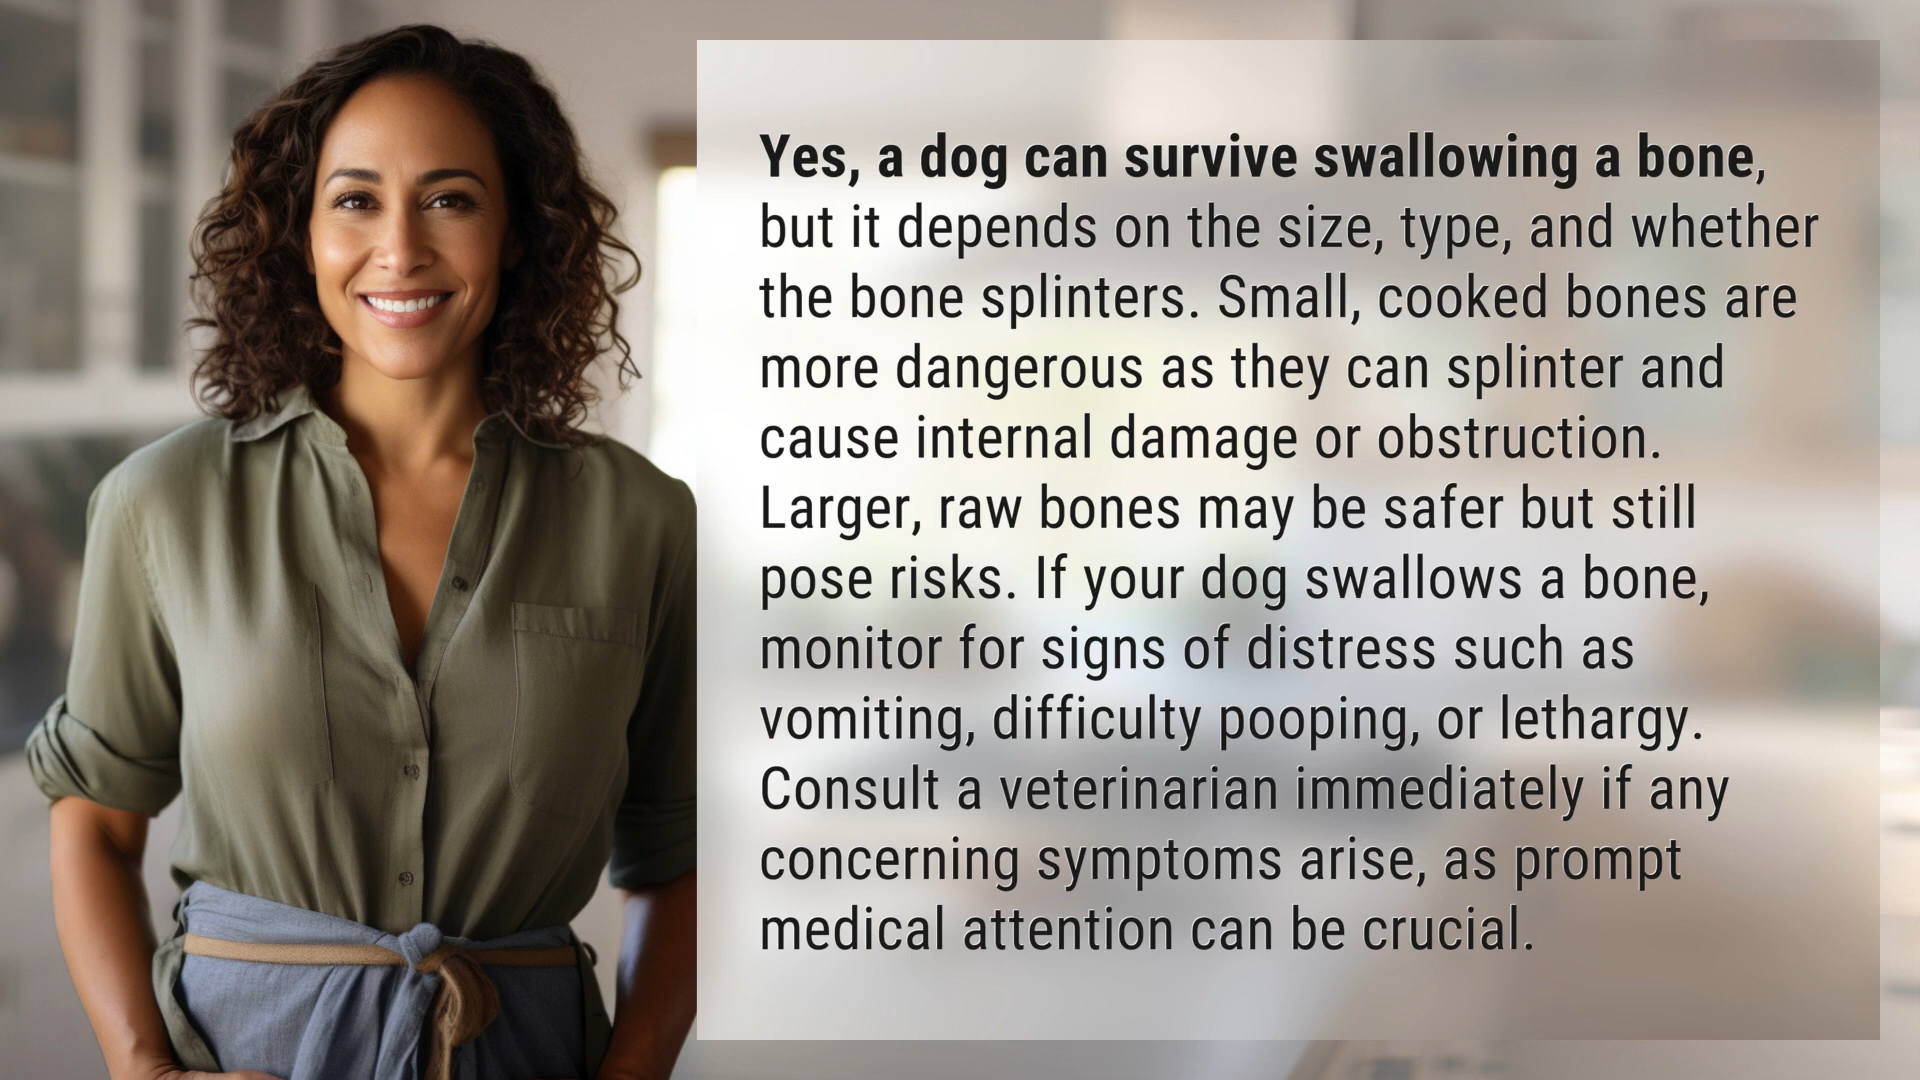 Yes, a dog can survive swallowing a bone,
but it depends on the size, type, and whether
the bone splinters. Small, cooked bones are
more dangerous as they can splinter and
cause internal damage or obstruction.
Larger, raw bones may be safer but still
pose risks. If your dog swallows a bone,
monitor for signs of distress such as
vomiting, difficulty pooping, or lethargy.
Consult a veterinarian immediately if any
concerning symptoms arise, as prompt
medical attention can be crucial.